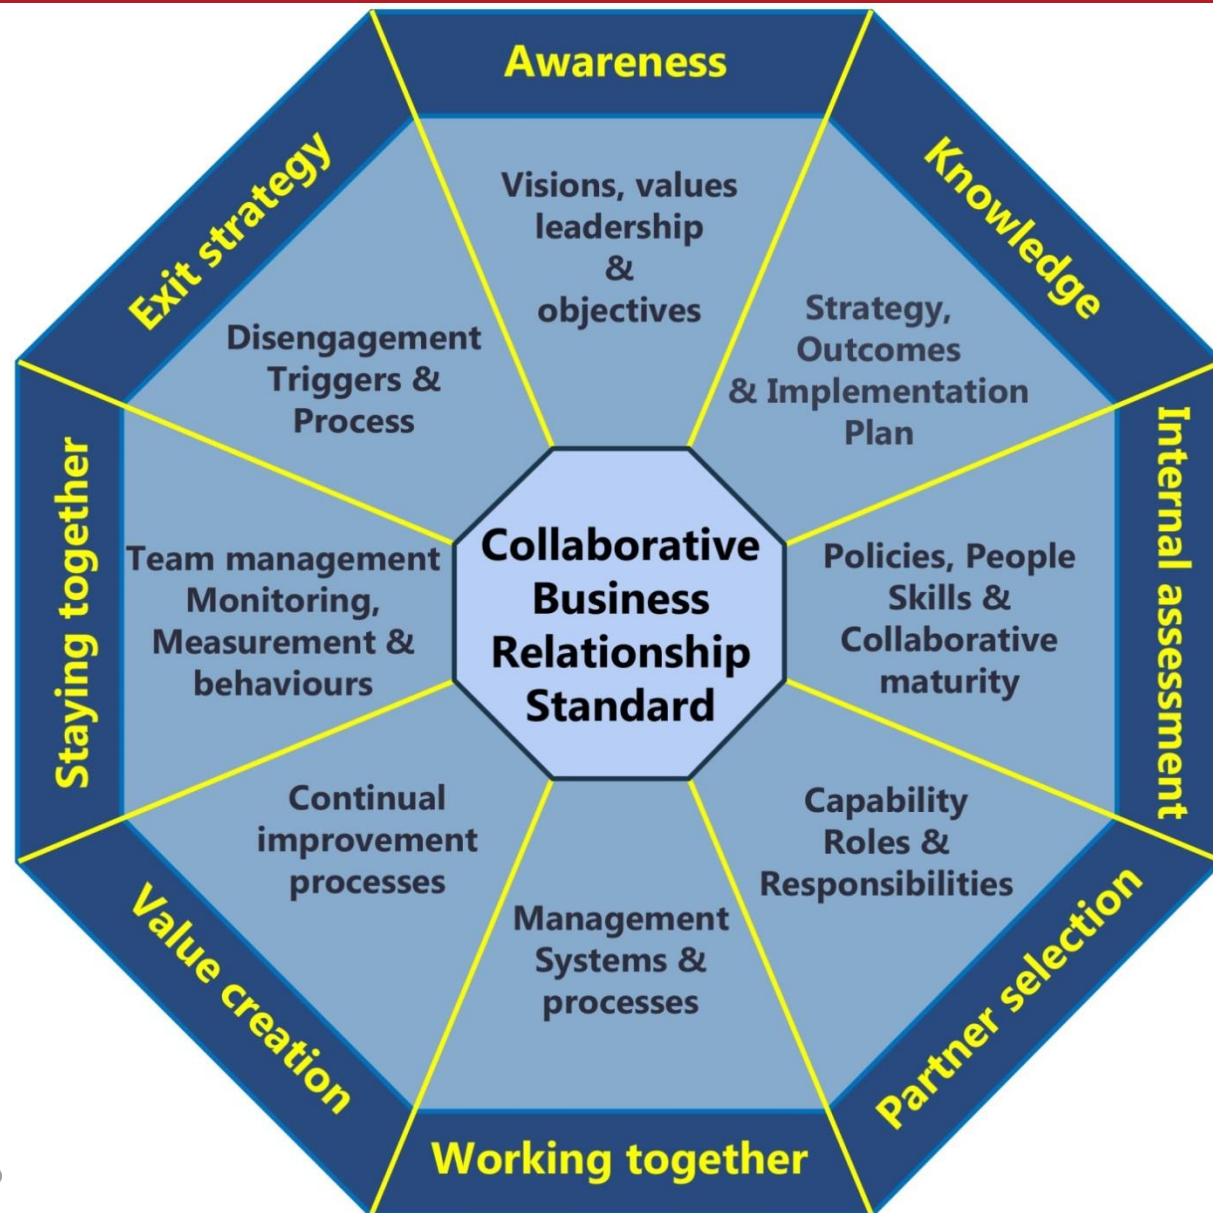 Awareness
Visions, values
leadership
&
objectives
Knowledge
Strategy,
Outcomes
& Implementation
Plan
Internal assessment
Policies, People
Skills &
Collaborative
maturity
Partner selection
Capability
Roles &
Responsibilities
Working together
Management
Systems &
processes
Value creation
Continual
improvement
processes
Staying together
Team management
Monitoring,
Measurement &
behaviours
Exit strategy
Disengagement
Triggers &
Process
Collaborative
Business
Relationship
Standard